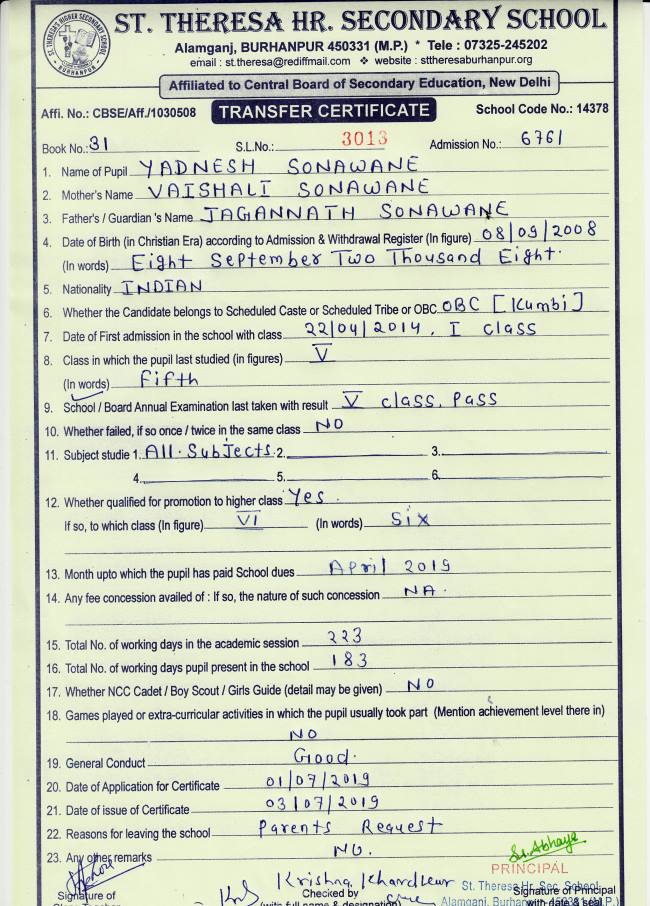 ST. THERESA HR. SECONDARY SCHOOL
ST. THERESA'S HIGHER SECONDARY SCHOOL
BURHANPUR
Alamganj, BURHANPUR 450331 (M.P.) * Tele : 07325-245202
email : st.theresa@rediffmail.com ❖ website : sttheresaburhanpur.org
Affiliated to Central Board of Secondary Education, New Delhi
Affi. No.: CBSE/Aff./1030508 TRANSFER CERTIFICATE School Code No.: 14378
Book No.: 31 S.L.No.: 3013 Admission No.: 6761
1. Name of Pupil YADNESH SONAWANE
2. Mother's Name VAISHALI SONAWANE
3. Father's / Guardian 's Name JAGANNATH SONAWANE
4. Date of Birth (in Christian Era) according to Admission & Withdrawal Register (In figure) 08/09/2008
(In words) Eight September Two Thousand Eight.
5. Nationality INDIAN
6. Whether the Candidate belongs to Scheduled Caste or Scheduled Tribe or OBC OBC [Kumbi]
7. Date of First admission in the school with class 22/04/2014, I class
8. Class in which the pupil last studied (in figures) V
(In words) Fifth
9. School / Board Annual Examination last taken with result V class, Pass
10. Whether failed, if so once / twice in the same class NO
11. Subject studie 1. All. Subjects. 2. 3.
4. 5. 6.
12. Whether qualified for promotion to higher class Yes.
If so, to which class (In figure) VI (In words) Six
13. Month upto which the pupil has paid School dues April 2019
14. Any fee concession availed of : If so, the nature of such concession NA.
15. Total No. of working days in the academic session 223
16. Total No. of working days pupil present in the school 183
17. Whether NCC Cadet / Boy Scout / Girls Guide (detail may be given) NO
18. Games played or extra-curricular activities in which the pupil usually took part (Mention achievement level there in)
NO
19. General Conduct Good.
20. Date of Application for Certificate 01/07/2019
21. Date of issue of Certificate 03/07/2019
22. Reasons for leaving the school Parents Request
23. Any other remarks NO.
Sr. Abhaya
PRINCIPAL
Krishna Khardkur St. Theresa Hr. Sec. School
Signature of Checked by Signature of Principal
(with full name & designation) Alamganj, Burhanpur 450331 (M.P.)
with date & seal